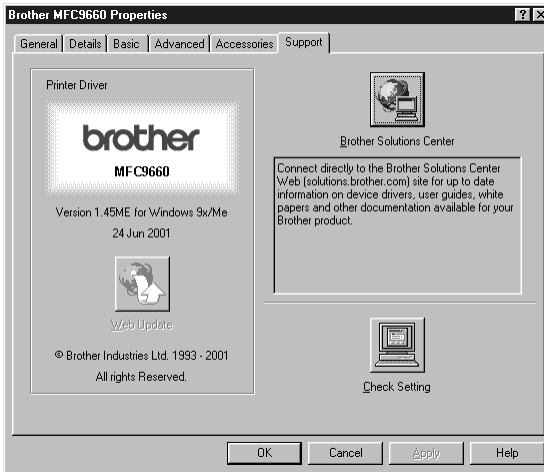 Brother MFC9660 Properties
General Details Basic Advanced Accessories Support
Printer Driver
brother
MFC9660
Version 1.45ME for Windows 9x/Me
24 Jun 2001
Web Update
© Brother Industries Ltd. 1993 - 2001
All rights Reserved.
Brother Solutions Center
Connect directly to the Brother Solutions Center
Web (solutions.brother.com) site for up to date
information on device drivers, user guides, white
papers and other documentation available for your
Brother product.
Check Setting
OK Cancel Apply Help